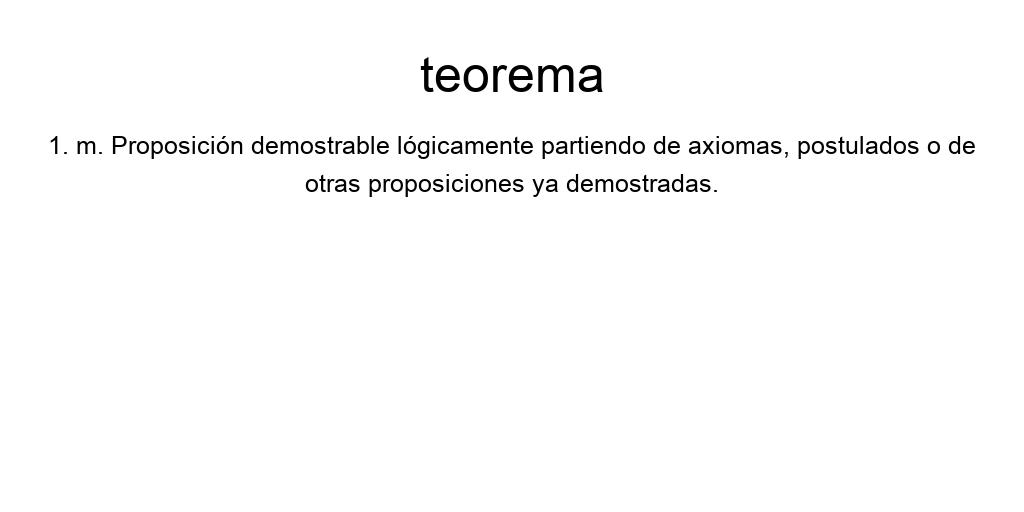 teorema
1. m. Proposición demostrable lógicamente partiendo de axiomas, postulados o de
otras proposiciones ya demostradas.